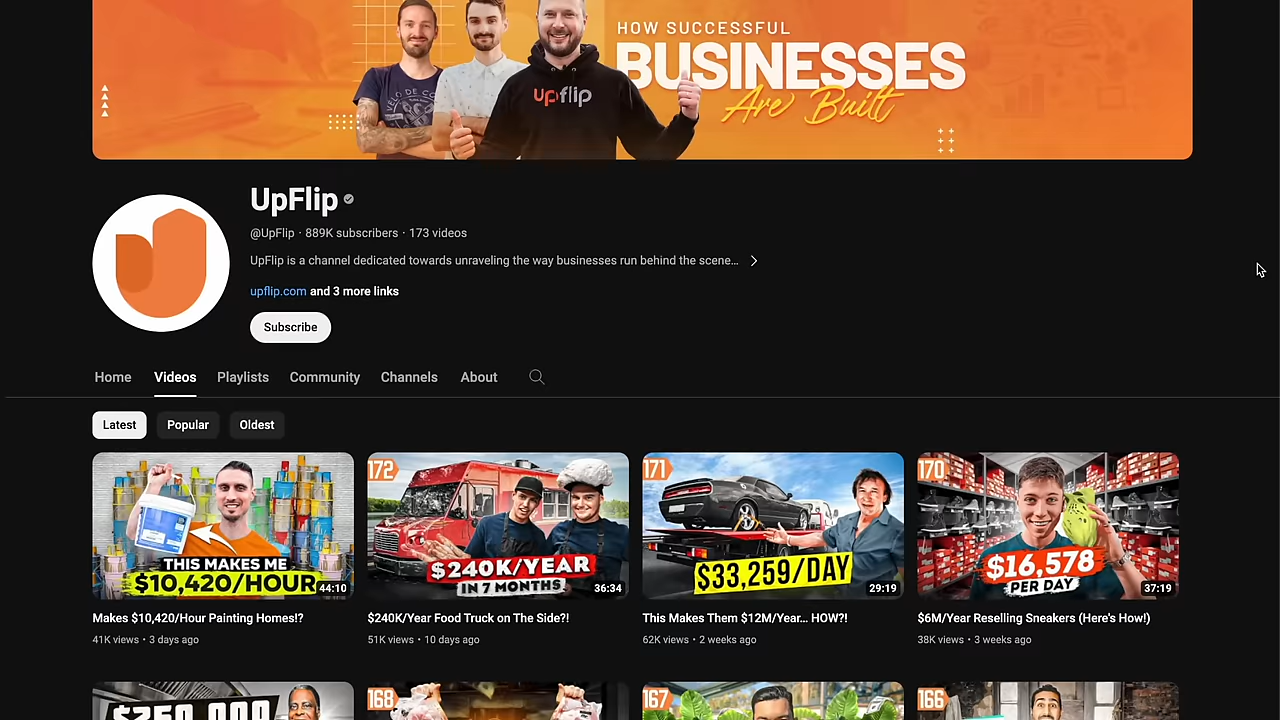 HOW SUCCESSFUL
BUSINESSES
Are Built
upflip
VELO DE
UpFlip
@UpFlip · 889K subscribers · 173 videos
UpFlip is a channel dedicated towards unraveling the way businesses run behind the scene...
upflip.com and 3 more links
Subscribe
Home Videos Playlists Community Channels About
Latest Popular Oldest
THIS MAKES ME
$10,420/HOUR
44:10
172
$240K/YEAR
IN 7 MONTHS
36:34
171
$33,259/DAY
29:19
170
$16,578
PER DAY
37:19
Makes $10,420/Hour Painting Homes!?
41K views • 3 days ago
$240K/Year Food Truck on The Side?!
51K views • 10 days ago
This Makes Them $12M/Year... HOW?!
62K views • 2 weeks ago
$6M/Year Reselling Sneakers (Here's How!)
38K views • 3 weeks ago
168
167
166